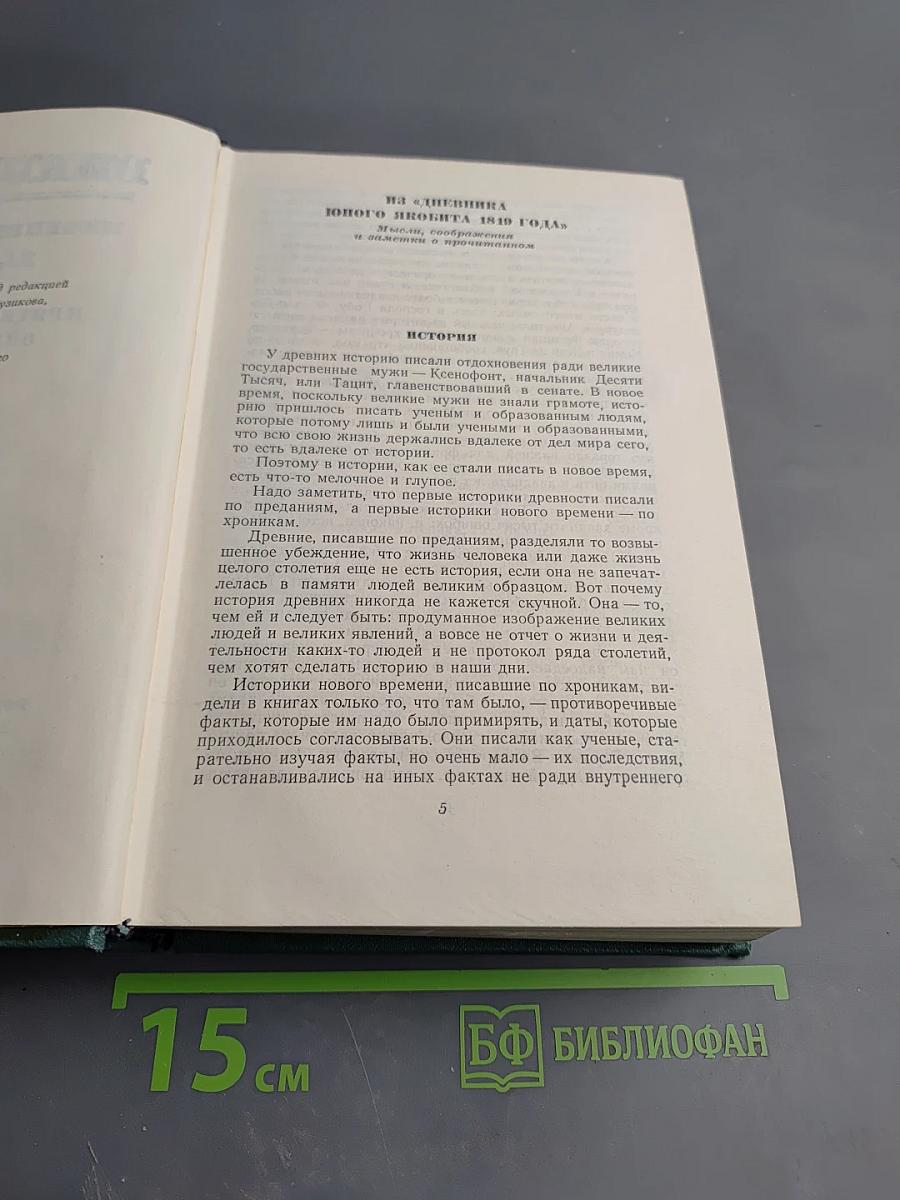 редакцией
узикова,
ИЗ «ДНЕВНИКА
ЮНОГО ЯКОБИТА 1819 ГОДА»
Мысли, соображения
и заметки о прочитанном
ИСТОРИЯ
У древних историю писали отдохновения ради великие
государственные мужи — Ксенофонт, начальник Десяти
Тысяч, или Тацит, главенствовавший в сенате. В новое
время, поскольку великие мужи не знали грамоте, исто-
рию пришлось писать ученым и образованным людям,
которые потому лишь и были учеными и образованными,
что всю свою жизнь держались вдалеке от дел мира сего,
то есть вдалеке от истории.
Поэтому в истории, как ее стали писать в новое время,
есть что-то мелочное и глупое.
Надо заметить, что первые историки древности писали
по преданиям, а первые историки нового времени — по
хроникам.
Древние, писавшие по преданиям, разделяли то возвы-
шенное убеждение, что жизнь человека или даже жизнь
целого столетия еще не есть история, если она не запечат-
лелась в памяти людей великим образцом. Вот почему
история древних никогда не кажется скучной. Она — то,
чем ей и следует быть: продуманное изображение великих
людей и великих явлений, а вовсе не отчет о жизни и дея-
тельности каких-то людей и не протокол ряда столетий,
чем хотят сделать историю в наши дни.
Историки нового времени, писавшие по хроникам, ви-
дели в книгах только то, что там было, — противоречивые
факты, которые им надо было примирять, и даты, которые
приходилось согласовывать. Они писали как ученые, ста-
рательно изучая факты, но очень мало — их последствия,
и останавливались на иных фактах не ради внутреннего
5
15 см
БФ БИБЛИОФАН